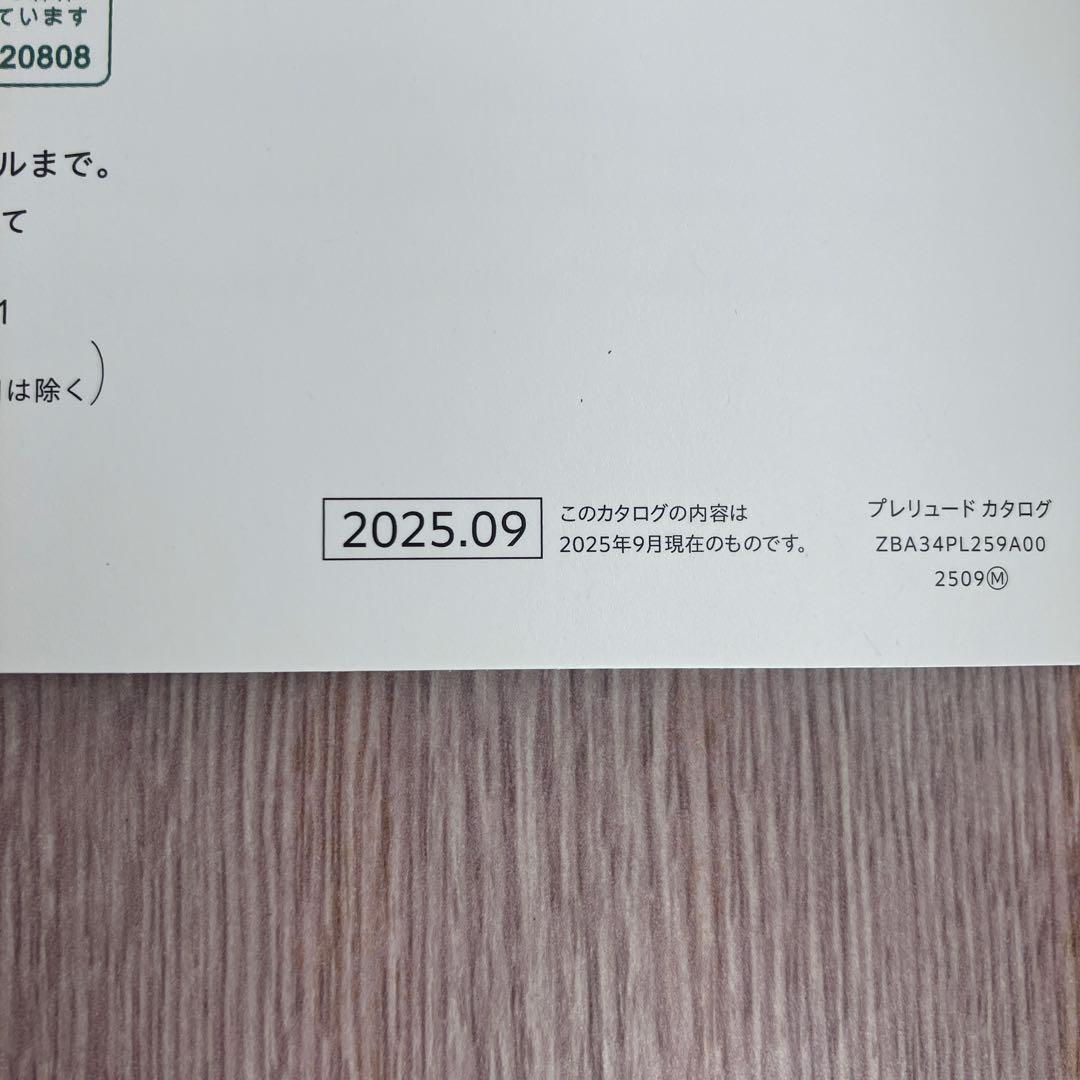 ています
20808
ルまで。
て
1
は除く)
2025.09
このカタログの内容は
2025年9月現在のものです。
プレリュード カタログ
ZBA34PL259A00
2509Ⓜ